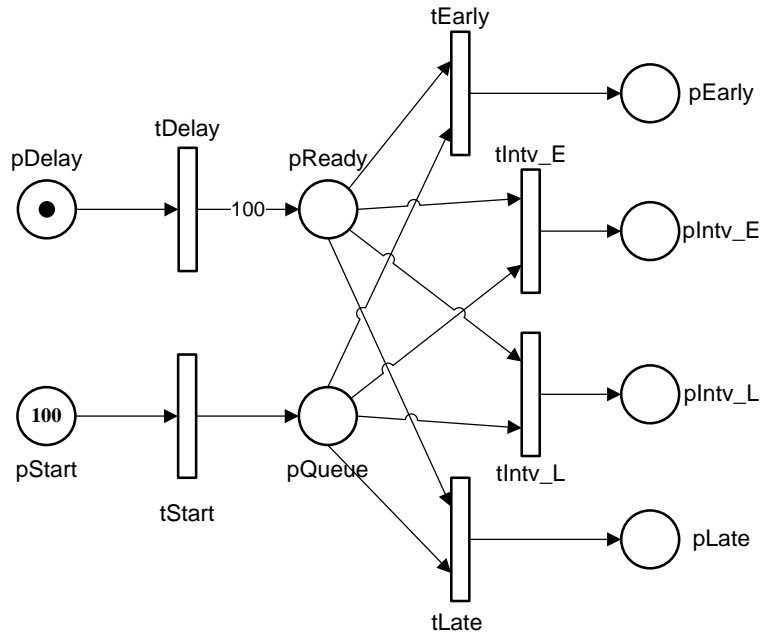 tEarly
pEarly
tDelay
pDelay
pReady
tIntv_E
pIntv_E
100
100
pStart
tStart
pQueue
tIntv_L
pIntv_L
pLate
tLate